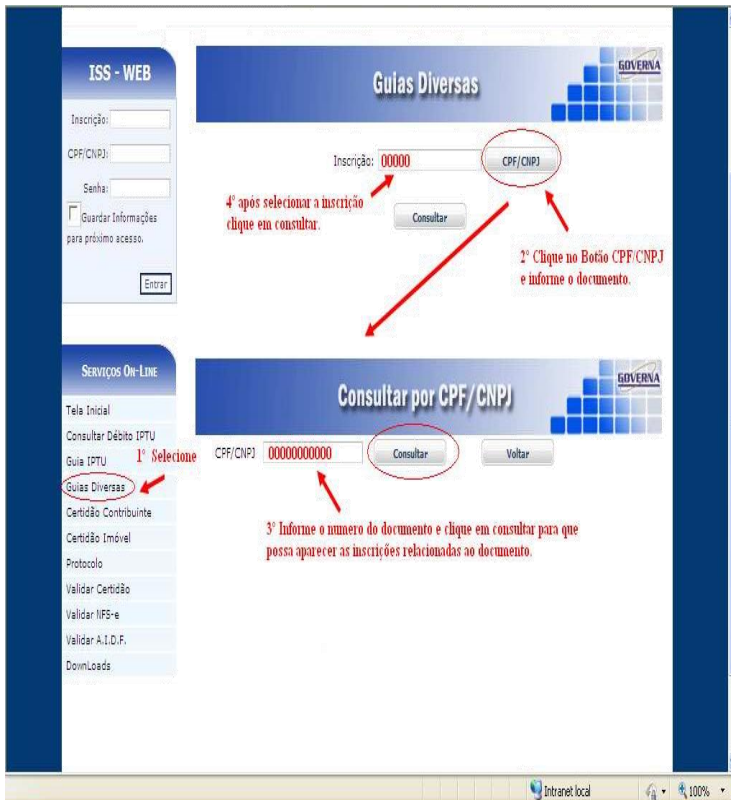 ISS - WEB
Inscrição:
CPF/CNPJ:
Senha:
Guardar Informações
para próximo acesso.
Entrar
Guias Diversas
GOVERNA
Inscrição: 00000 CPF/CNPJ
4º após selecionar a inscrição
clique em consultar.
Consultar
2º Clique no Botão CPF/CNPJ
e informe o documento.
Serviços On-Line
Tela Inicial
Consultar Débito IPTU
Guia IPTU
1º Selecione
Guias Diversas
Certidão Contribuinte
Certidão Imóvel
Protocolo
Validar Certidão
Validar NFS-e
Validar A.I.D.F.
DownLoads
Consultar por CPF/CNPJ
GOVERNA
CPF/CNPJ 00000000000 Consultar Voltar
3º Informe o numero do documento e clique em consultar para que
possa aparecer as inscrições relacionadas ao documento.
Intranet local 100%